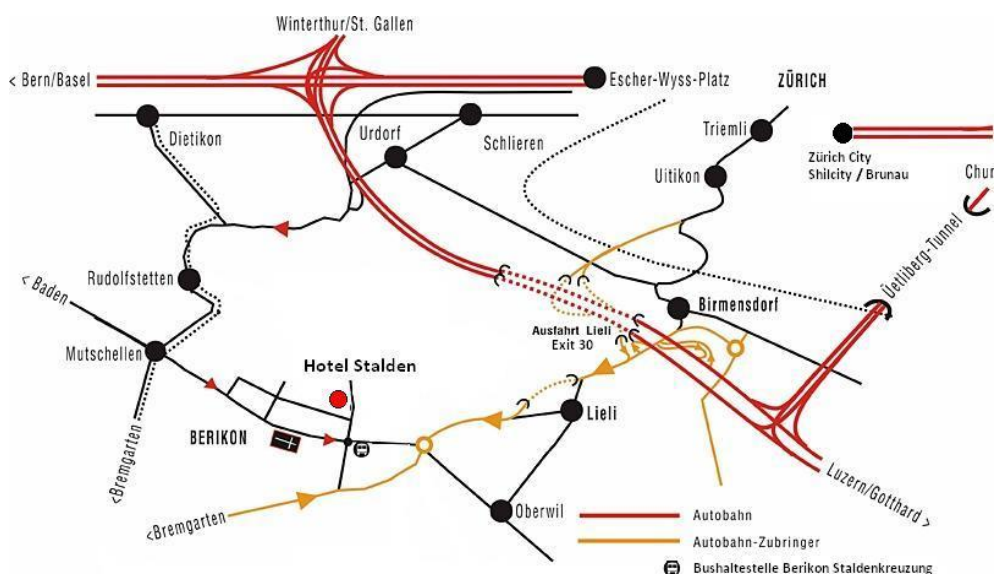 Winterthur/St. Gallen
< Bern/Basel
Escher-Wyss-Platz
ZÜRICH
Dietikon
Urdorf
Schlieren
Triemli
Uitikon
Zürich City
Shilcity / Brunau
Chur
Üetliberg-Tunnel
Rudolfstetten
< Baden
Birmensdorf
Ausfahrt Lieli
Exit 30
Mutschellen
Hotel Stalden
Lieli
BERIKON
<Bremgarten
Luzern/Gotthard >
<Bremgarten
Oberwil
Autobahn
Autobahn-Zubringer
Bushaltestelle Berikon Staldenkreuzung